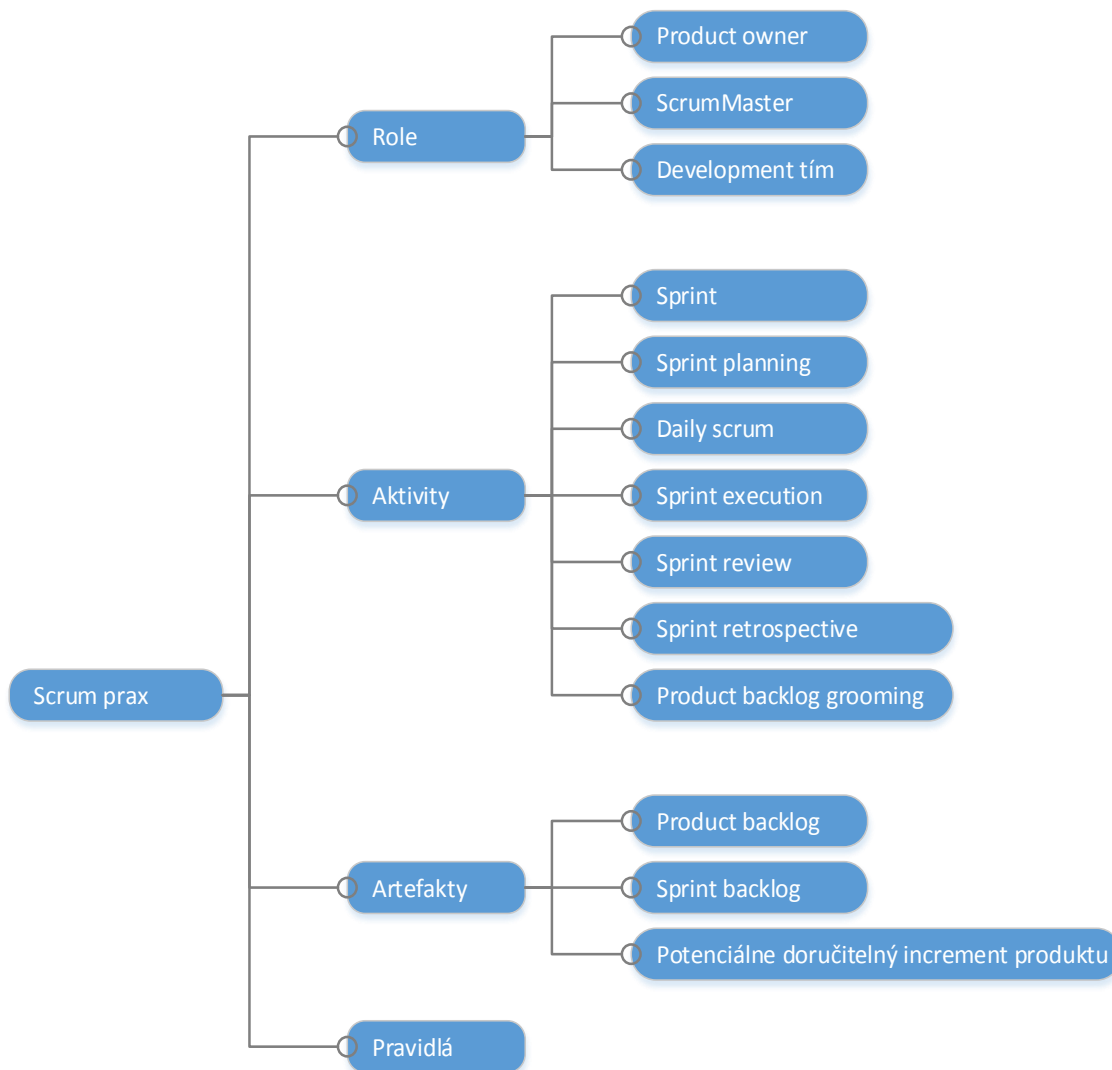 Scrum prax
Role
Product owner
ScrumMaster
Development tím
Aktivity
Sprint
Sprint planning
Daily scrum
Sprint execution
Sprint review
Sprint retrospective
Product backlog grooming
Artefakty
Product backlog
Sprint backlog
Potenciálne doručitelný increment produktu
Pravidlá